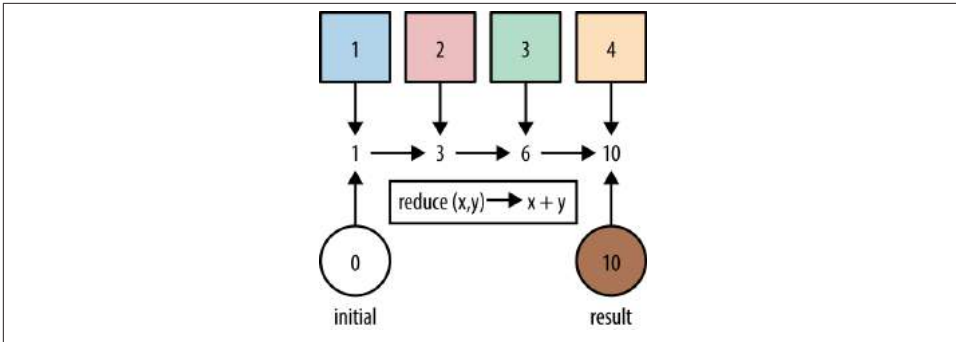 1 2 3 4
1 3 6 10
reduce (x,y) → x + y
0 10
initial result